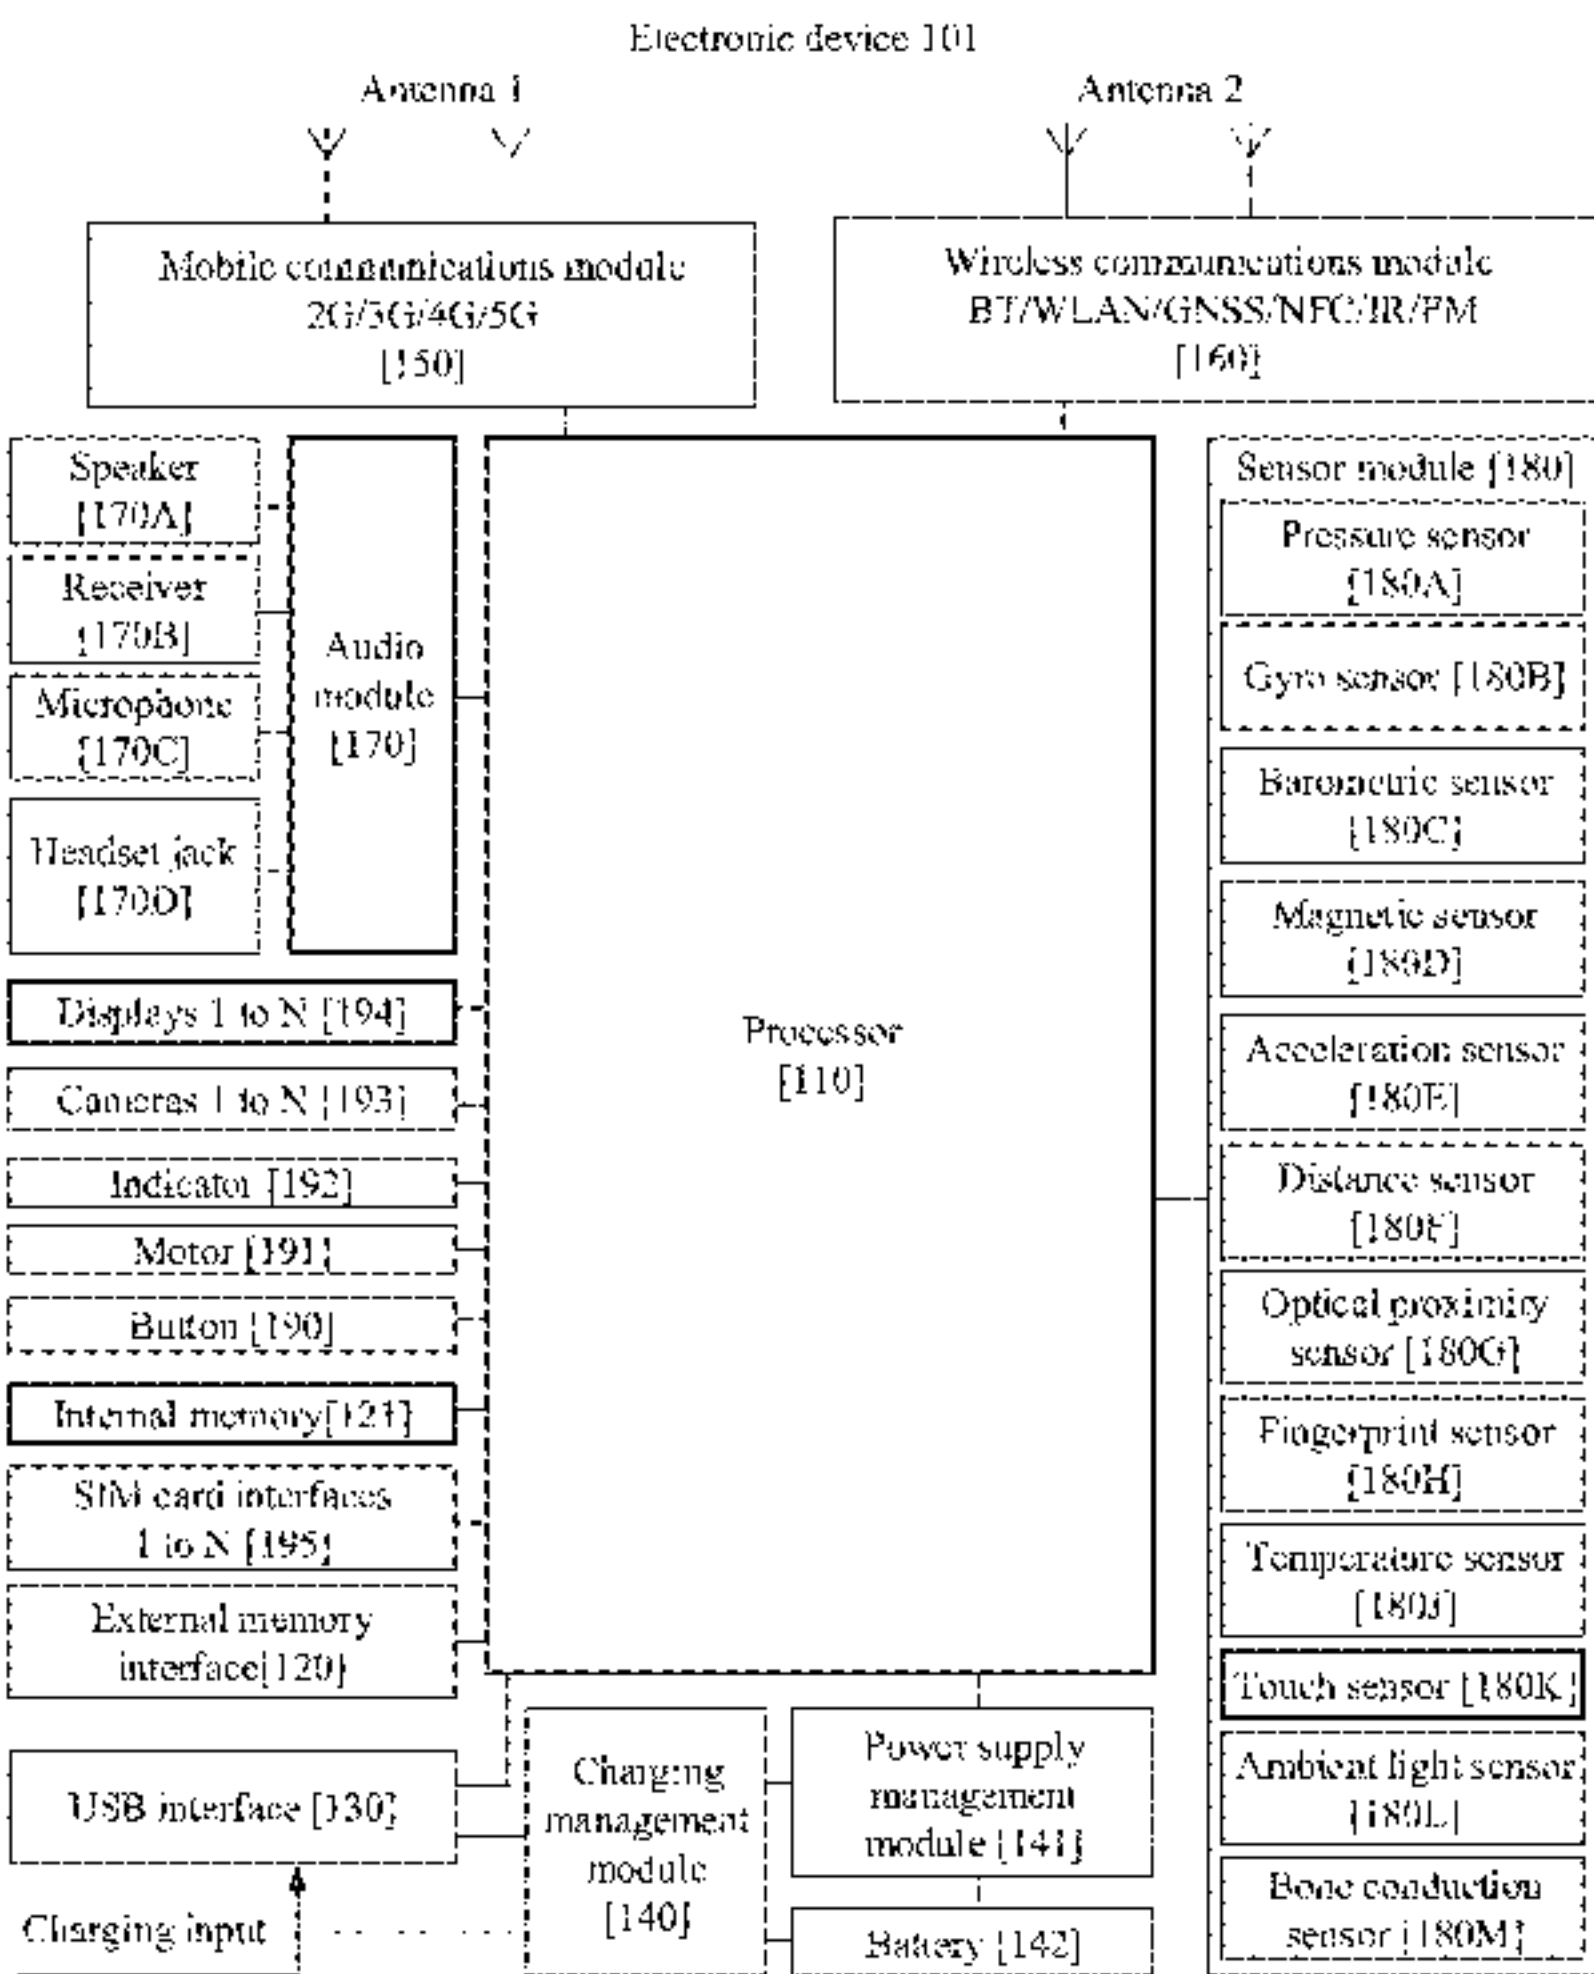 Electronic device 101
Antenna 1
Antenna 2
Mobile communications module
2G/3G/4G/5G
[150]
Wireless communications module
BT/WLAN/GNSS/NFC/IR/FM
[160]
Speaker
[170A]
Receiver
[170B]
Microphone
[170C]
Headset jack
[170D]
Audio
module
[170]
Displays 1 to N [194]
Cameras 1 to N [193]
Indicator [192]
Motor [191]
Button [190]
Internal memory[121]
SIM card interfaces
1 to N [195]
External memory
interface[120]
USB interface [130]
Charging input
Processor
[110]
Charging
management
module
[140]
Power supply
management
module [141]
Battery [142]
Sensor module [180]
Pressure sensor
[180A]
Gyro sensor [180B]
Barometric sensor
[180C]
Magnetic sensor
[180D]
Acceleration sensor
[180E]
Distance sensor
[180F]
Optical proximity
sensor [180G]
Fingerprint sensor
[180H]
Temperature sensor
[180J]
Touch sensor [180K]
Ambient light sensor
[180L]
Bone conduction
sensor [180M]